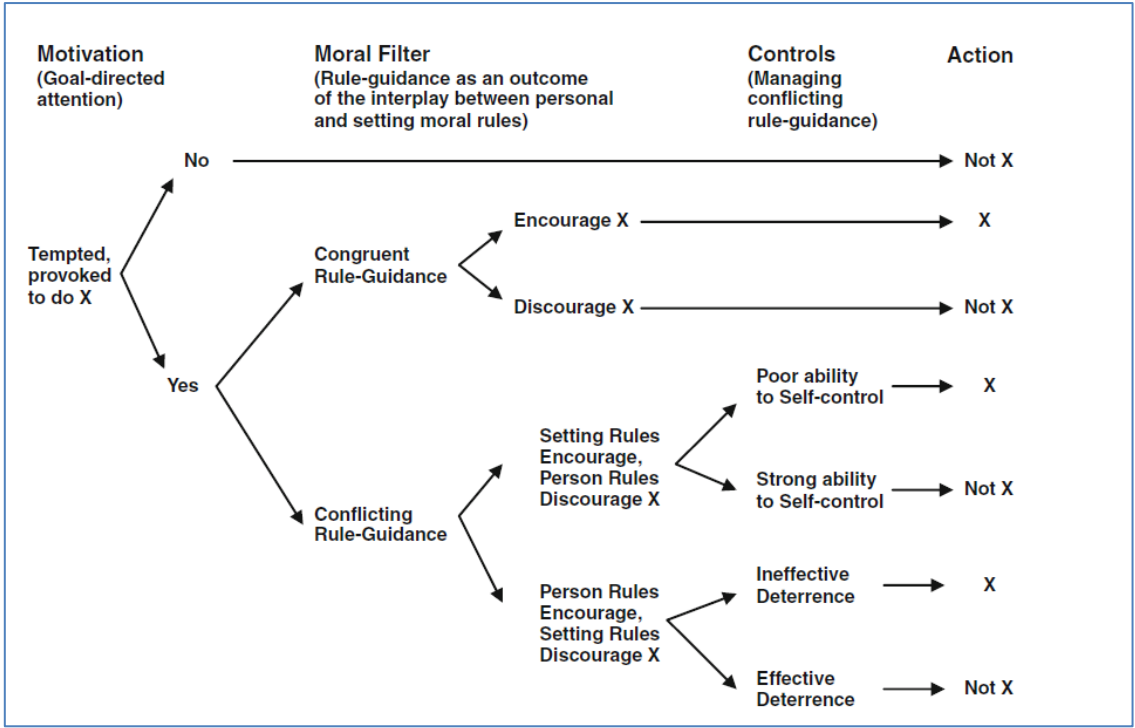 Motivation
(Goal-directed
attention)
Moral Filter
(Rule-guidance as an outcome
of the interplay between personal
and setting moral rules)
Controls
(Managing
conflicting
rule-guidance)
Action
No
Not X
Encourage X
X
Tempted,
provoked
to do X
Congruent
Rule-Guidance
Discourage X
Not X
Yes
Poor ability
to Self-control
X
Setting Rules
Encourage,
Person Rules
Discourage X
Strong ability
to Self-control
Not X
Conflicting
Rule-Guidance
Ineffective
Deterrence
X
Person Rules
Encourage,
Setting Rules
Discourage X
Effective
Deterrence
Not X